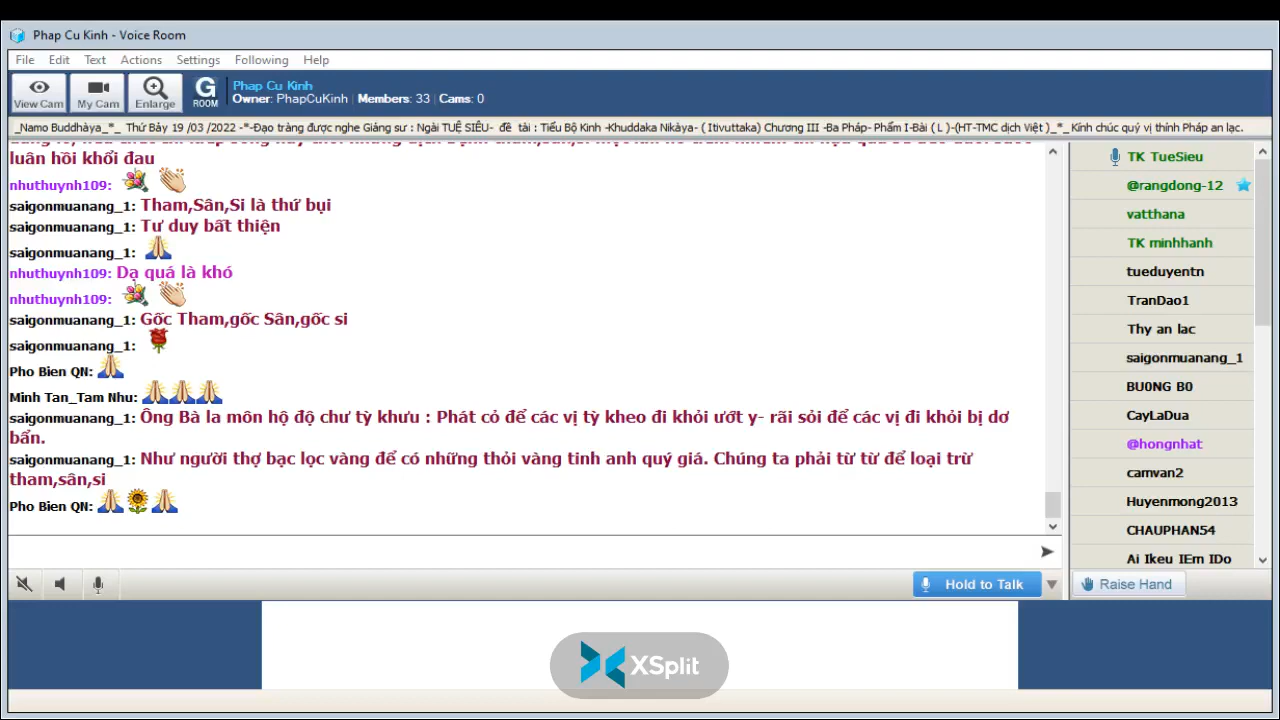 Phap Cu Kinh - Voice Room
File Edit Text Actions Settings Following Help
View Cam My Cam Enlarge G ROOM
Phap Cu Kinh
Owner: PhapCuKinh | Members: 33 | Cams: 0
_Namo Buddhàya_*_ Thứ Bảy 19 /03 /2022 -*-Đạo tràng được nghe Giảng sư : Ngài TUỆ SIÊU- đề tài : Tiểu Bộ Kinh -Khuddaka Nikàya- ( Itivuttaka) Chương III -Ba Pháp- Phẩm I-Bài ( L )-(HT-TMC dịch Việt )_*_ Kính chúc quý vị thính Pháp an lạc.
luân hồi khổi đau
nhuthuynh109:
saigonmuanang_1: Tham,Sân,Si là thứ bụi
saigonmuanang_1: Tư duy bất thiện
saigonmuanang_1:
nhuthuynh109: Dạ quá là khó
nhuthuynh109:
saigonmuanang_1: Gốc Tham,gốc Sân,gốc si
saigonmuanang_1:
Pho Bien QN:
Minh Tan_Tam Nhu:
saigonmuanang_1: Ông Bà la môn hộ độ chư tỳ khưu : Phát cỏ để các vị tỳ kheo đi khỏi ướt y- rãi sỏi để các vị đi khỏi bị dơ
bẩn.
saigonmuanang_1: Như người thợ bạc lọc vàng để có những thỏi vàng tinh anh quý giá. Chúng ta phải từ từ để loại trừ
tham,sân,si
Pho Bien QN:
TK TueSieu
@rangdong-12
vatthana
TK minhhanh
tueduyentn
TranDao1
Thy an lac
saigonmuanang_1
BU0NG B0
CayLaDua
@hongnhat
camvan2
Huyenmong2013
CHAUPHAN54
Ai Ikeu IEm IDo
Hold to Talk
Raise Hand
XSplit